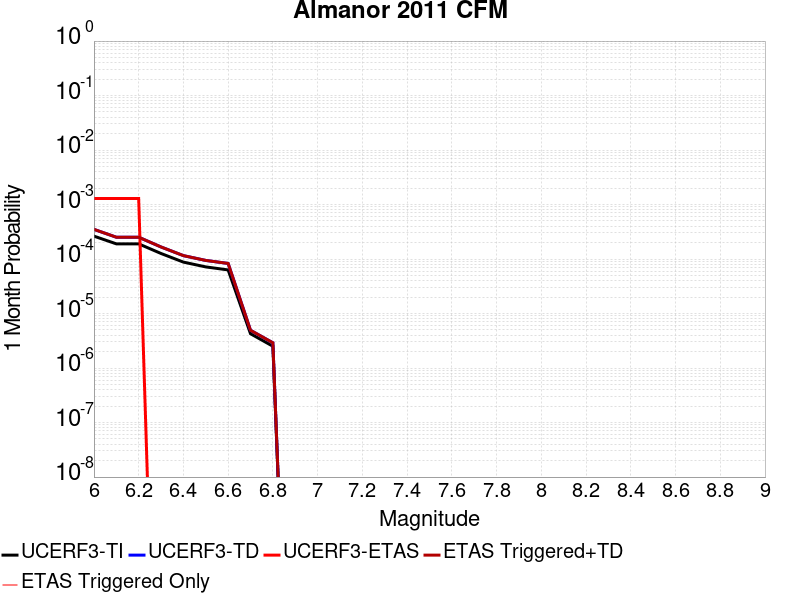 Almanor 2011 CFM
10^0
10^-1
10^-2
10^-3
10^-4
10^-5
10^-6
10^-7
10^-8
1 Month Probability
6 6.2 6.4 6.6 6.8 7 7.2 7.4 7.6 7.8 8 8.2 8.4 8.6 8.8 9
Magnitude
UCERF3-TI UCERF3-TD UCERF3-ETAS ETAS Triggered+TD
ETAS Triggered Only